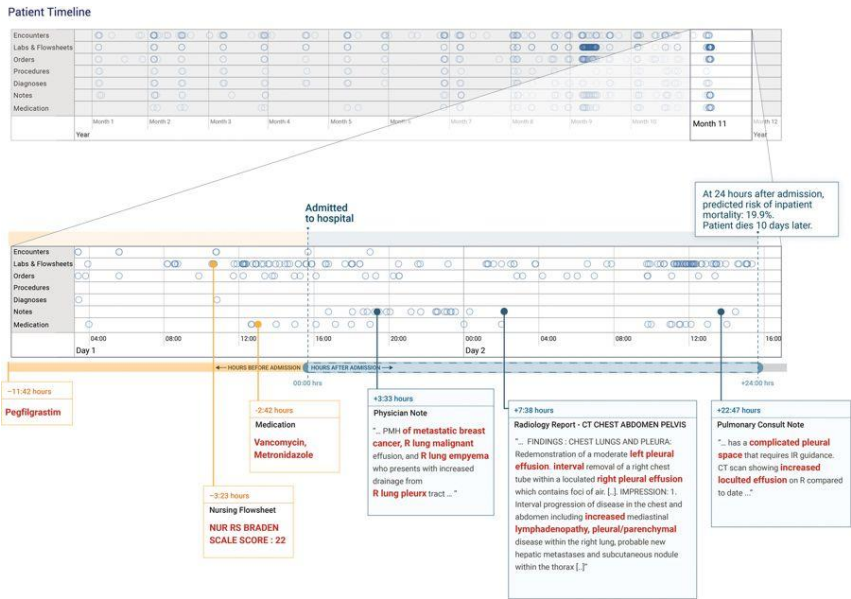 Patient Timeline
Encounters
Labs & Flowsheets
Orders
Procedures
Diagnoses
Notes
Medication
Month 1 Month 2 Month 3 Month 4 Month 5 Month 6 Month 7 Month 8 Month 9 Month 10 Month 11 Month 12
Year Year
Admitted
to hospital
At 24 hours after admission,
predicted risk of inpatient
mortality: 19.9%.
Patient dies 10 days later.
Encounters
Labs & Flowsheets
Orders
Procedures
Diagnoses
Notes
Medication
04:00 08:00 12:00 16:00 20:00 00:00 04:00 08:00 12:00 16:00
Day 1 Day 2
HOURS BEFORE ADMISSION HOURS AFTER ADMISSION
00:00 hrs +24:00 hrs
−11:42 hours
Pegfilgrastim
−2:42 hours
Medication
Vancomycin,
Metronidazole
−3:23 hours
Nursing Flowsheet
NUR RS BRADEN
SCALE SCORE : 22
+3:33 hours
Physician Note
“.. PMH of metastatic breast
cancer, R lung malignant
effusion, and R lung empyema
who presents with increased
drainage from
R lung pleurx tract ... ”
+7:38 hours
Radiology Report - CT CHEST ABDOMEN PELVIS
“.. FINDINGS : CHEST LUNGS AND PLEURA:
Redemonstration of a moderate left pleural
effusion. interval removal of a right chest
tube within a loculated right pleural effusion
which contains foci of air. [..]. IMPRESSION: 1.
Interval progression of disease in the chest and
abdomen including increased mediastinal
lymphadenopathy, pleural/parenchymal
disease within the right lung, probable new
hepatic metastases and subcutaneous nodule
within the thorax [..]”
+22:47 hours
Pulmonary Consult Note
“.. has a complicated pleural
space that requires IR guidance.
CT scan showing increased
loculted effusion on R compared
to date ...”